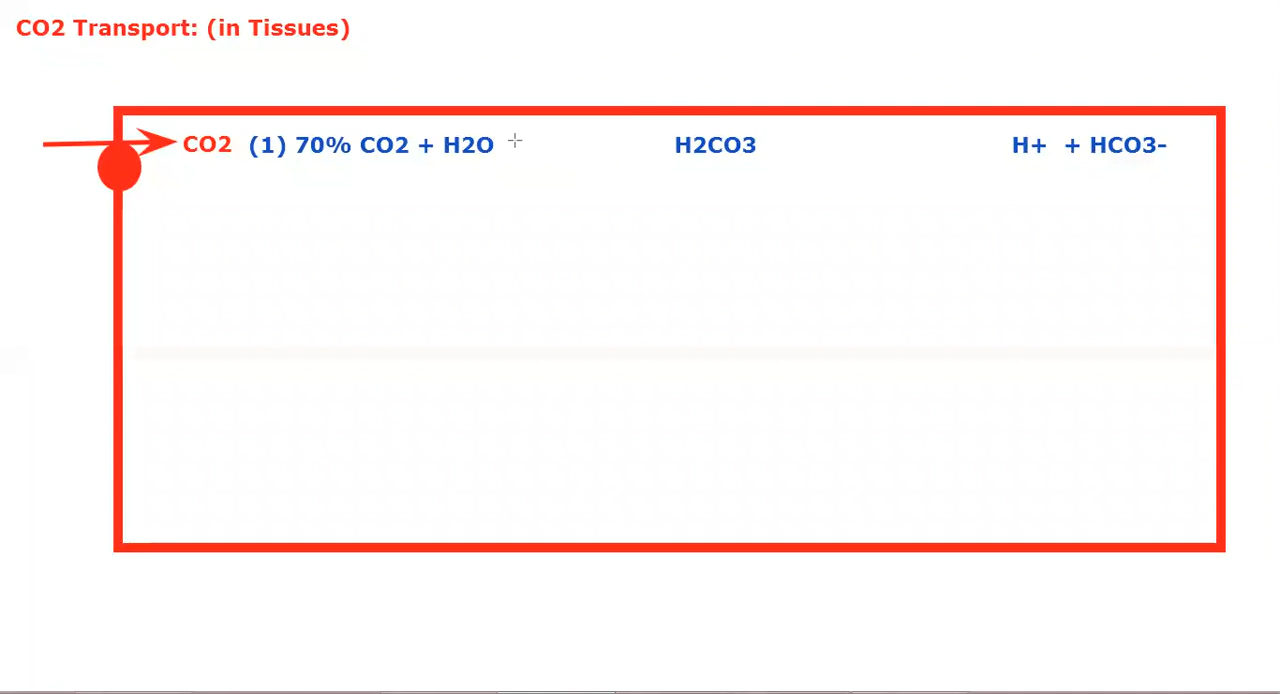 CO2 Transport: (in Tissues)
CO2 (1) 70% CO2 + H2O H2CO3 H+ + HCO3-